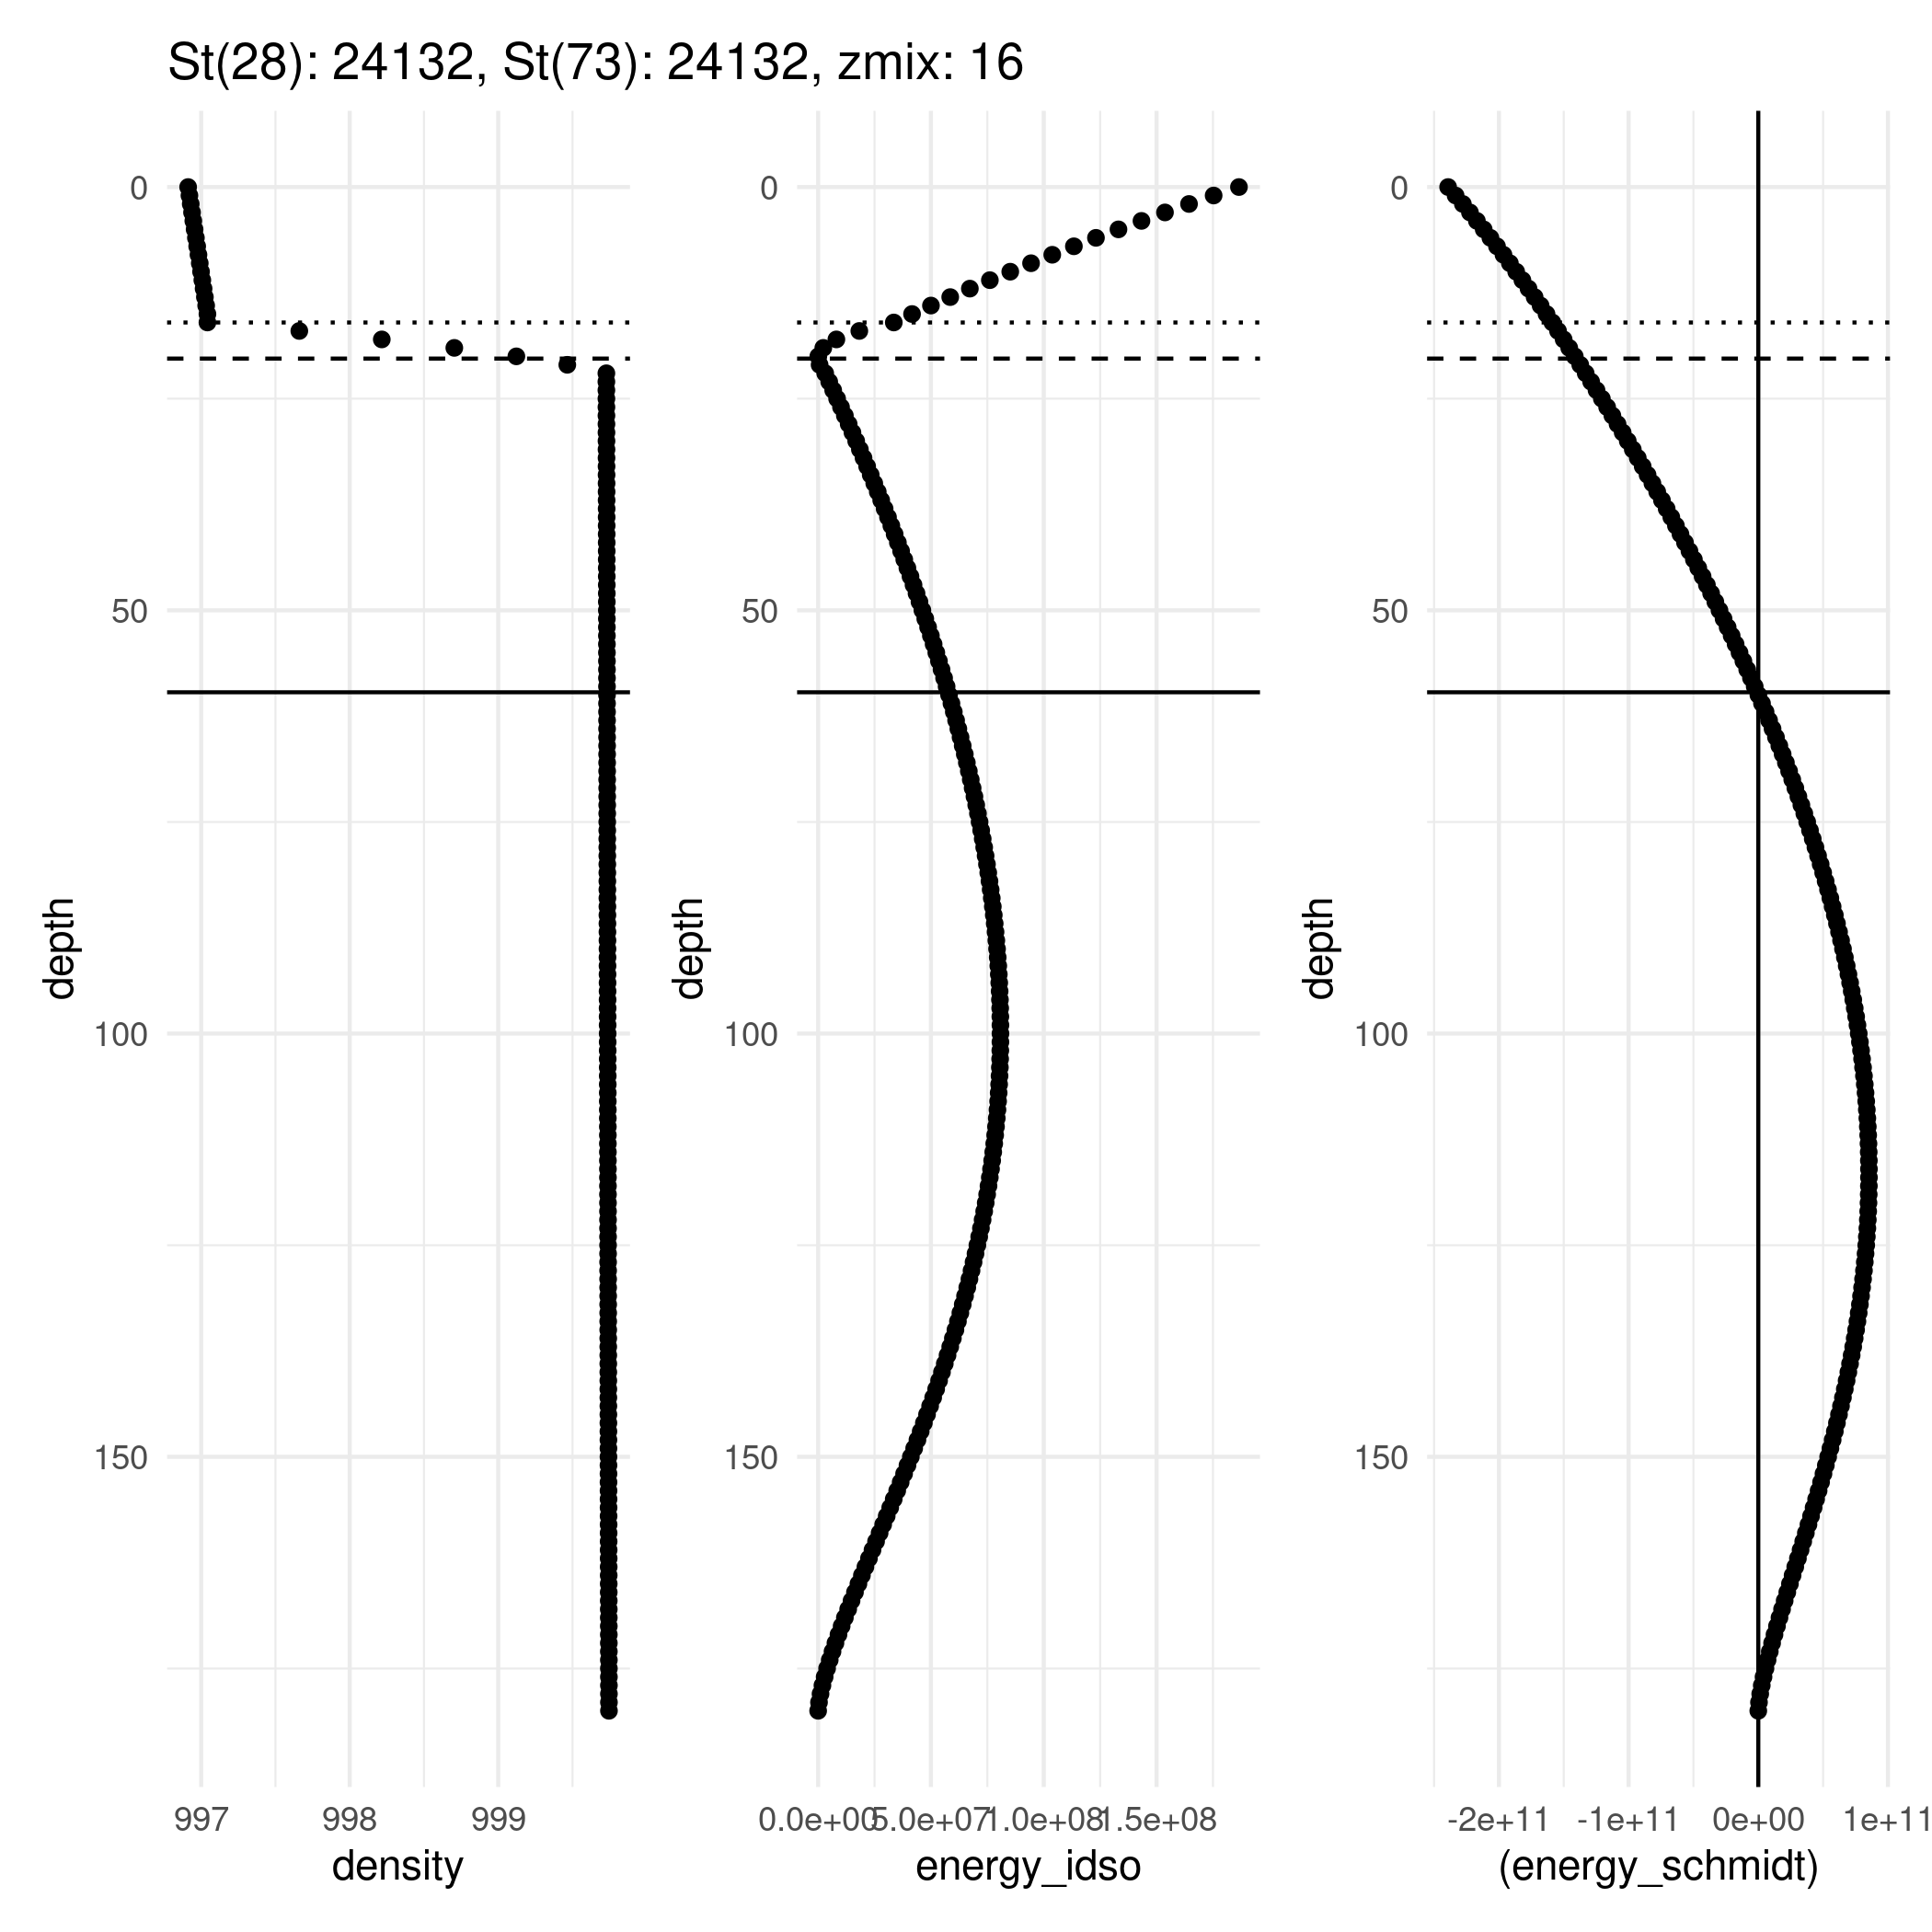 St(28): 24132, St(73): 24132, zmix: 16
depth
0
50
100
150
997 998 999
density
depth
0
50
100
150
0.0e+00 5.0e+07 1.0e+08 1.5e+08
energy_idso
depth
0
50
100
150
-2e+11 -1e+11 0e+00 1e+11
(energy_schmidt)